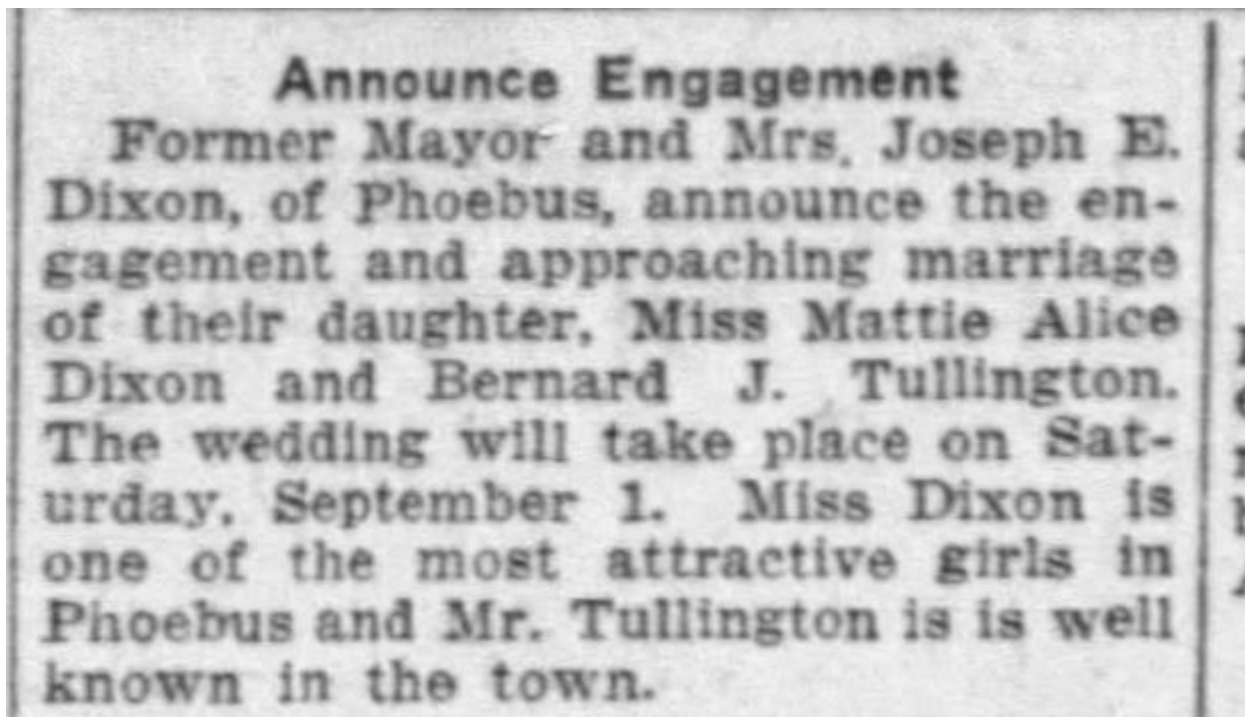 Announce Engagement
Former Mayor and Mrs. Joseph E.
Dixon, of Phoebus, announce the en-
gagement and approaching marriage
of their daughter, Miss Mattie Alice
Dixon and Bernard J. Tullington.
The wedding will take place on Sat-
urday, September 1. Miss Dixon is
one of the most attractive girls in
Phoebus and Mr. Tullington is is well
known in the town.